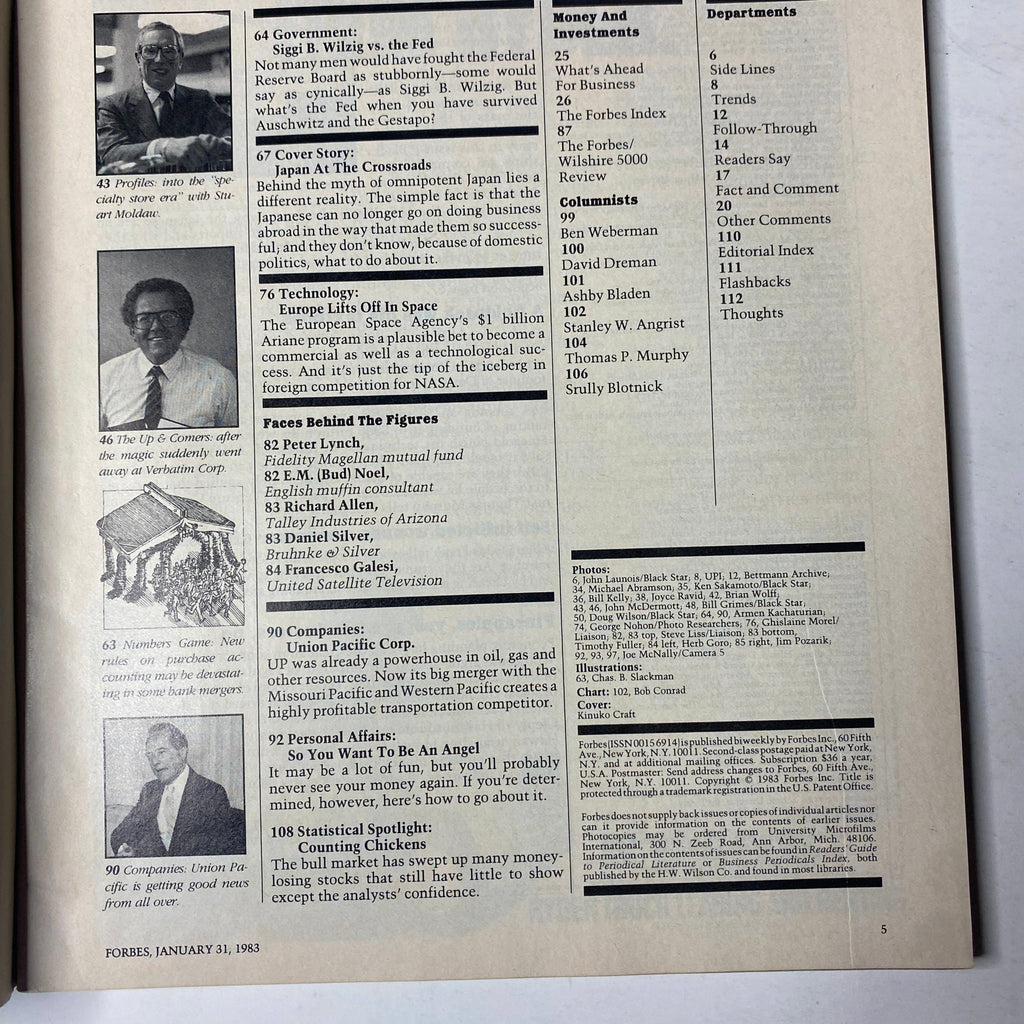 43 Profiles: into the "spe-
cialty store era" with Stu-
art Moldaw.
46 The Up & Comers: after
the magic suddenly went
away at Verbatim Corp.
63 Numbers Game: New
rules on purchase ac-
counting may be devastat-
ing in some bank mergers.
90 Companies: Union Pa-
cific is getting good news
from all over.
64 Government:
Siggi B. Wilzig vs. the Fed
Not many men would have fought the Federal
Reserve Board as stubbornly—some would
say as cynically—as Siggi B. Wilzig. But
what's the Fed when you have survived
Auschwitz and the Gestapo?
67 Cover Story:
Japan At The Crossroads
Behind the myth of omnipotent Japan lies a
different reality. The simple fact is that the
Japanese can no longer go on doing business
abroad in the way that made them so success-
ful; and they don't know, because of domestic
politics, what to do about it.
76 Technology:
Europe Lifts Off In Space
The European Space Agency's $1 billion
Ariane program is a plausible bet to become a
commercial as well as a technological suc-
cess. And it's just the tip of the iceberg in
foreign competition for NASA.
Faces Behind The Figures
82 Peter Lynch,
Fidelity Magellan mutual fund
82 E.M. (Bud) Noel,
English muffin consultant
83 Richard Allen,
Talley Industries of Arizona
83 Daniel Silver,
Bruhnke & Silver
84 Francesco Galesi,
United Satellite Television
90 Companies:
Union Pacific Corp.
UP was already a powerhouse in oil, gas and
other resources. Now its big merger with the
Missouri Pacific and Western Pacific creates a
highly profitable transportation competitor.
92 Personal Affairs:
So You Want To Be An Angel
It may be a lot of fun, but you'll probably
never see your money again. If you're deter-
mined, however, here's how to go about it.
108 Statistical Spotlight:
Counting Chickens
The bull market has swept up many money-
losing stocks that still have little to show
except the analysts' confidence.
Money And
Investments
25
What's Ahead
For Business
26
The Forbes Index
87
The Forbes/
Wilshire 5000
Review
Columnists
99
Ben Weberman
100
David Dreman
101
Ashby Bladen
102
Stanley W. Angrist
104
Thomas P. Murphy
106
Srully Blotnick
Departments
6
Side Lines
8
Trends
12
Follow-Through
14
Readers Say
17
Fact and Comment
20
Other Comments
110
Editorial Index
111
Flashbacks
112
Thoughts
Photos:
6, John Launois/Black Star; 8, UPI; 12, Bettmann Archive;
34, Michael Abramson; 35, Ken Sakamoto/Black Star;
36, Bill Kelly; 38, Joyce Ravid; 42, Brian Wolff;
43, 46, John McDermott; 48, Bill Grimes/Black Star;
50, Doug Wilson/Black Star; 64, 90, Armen Kachaturian;
74, George Nohon/Photo Researchers; 76, Ghislaine Morel/
Liaison; 82, 83 top, Steve Liss/Liaison; 83 bottom,
Timothy Fuller; 84 left, Herb Goro; 85 right, Jim Pozarik;
92, 93, 97, Joe McNally/Camera 5
Illustrations:
63, Chas. B. Slackman
Chart: 102, Bob Conrad
Cover:
Kinuko Craft
Forbes (ISSN 0015 6914) is published biweekly by Forbes Inc., 60 Fifth
Ave., New York, N.Y. 10011. Second-class postage paid at New York,
N.Y. and at additional mailing offices. Subscription $36 a year,
U.S.A. Postmaster: Send address changes to Forbes, 60 Fifth Ave.,
New York, N.Y. 10011. Copyright © 1983 Forbes Inc. Title is
protected through a trademark registration in the U.S. Patent Office.
Forbes does not supply back issues or copies of individual articles nor
can it provide information on the contents of earlier issues.
Photocopies may be ordered from University Microfilms
International, 300 N. Zeeb Road, Ann Arbor, Mich. 48106.
Information on the contents of issues can be found in Readers' Guide
to Periodical Literature or Business Periodicals Index, both
published by the H.W. Wilson Co. and found in most libraries.
FORBES, JANUARY 31, 1983
5